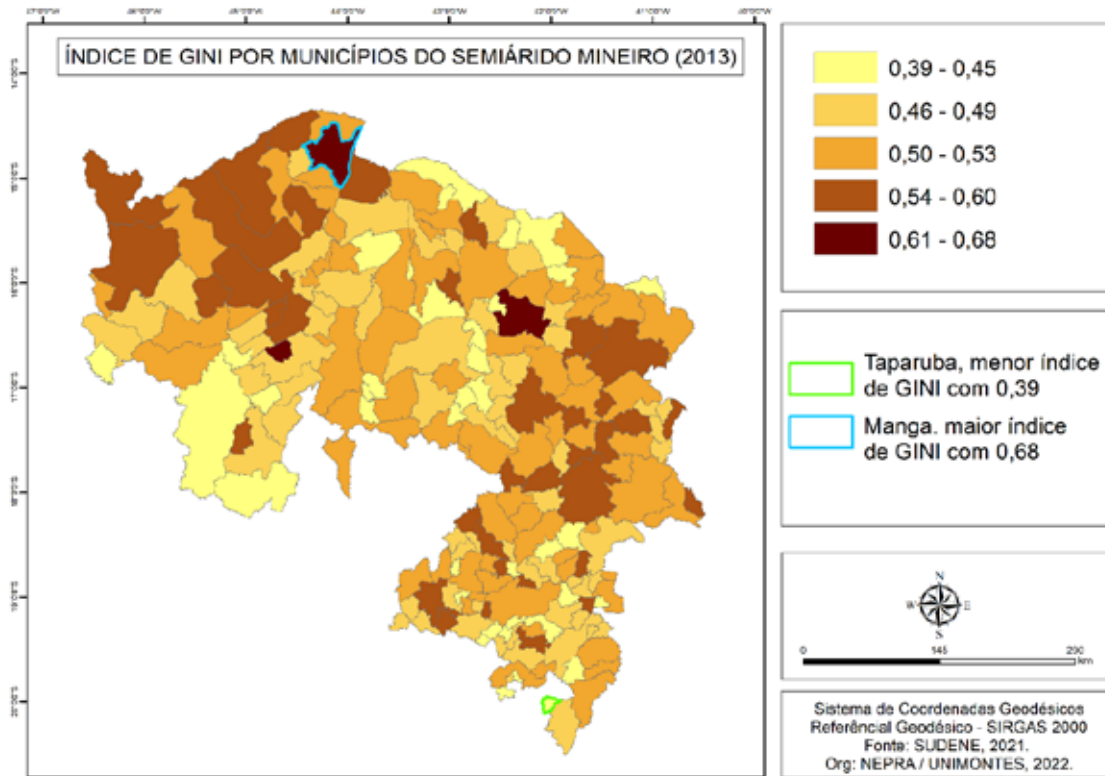 ÍNDICE DE GINI POR MUNICÍPIOS DO SEMIÁRIDO MINEIRO (2013)
0,39 - 0,45
0,46 - 0,49
0,50 - 0,53
0,54 - 0,60
0,61 - 0,68
Taparuba, menor índice
de GINI com 0,39
Manga. maior índice
de GINI com 0,68
N
W E
S
0 145 290
km
Sistema de Coordenadas Geodésicos
Referêncial Geodésico - SIRGAS 2000
Fonte: SUDENE, 2021.
Org: NEPRA / UNIMONTES, 2022.